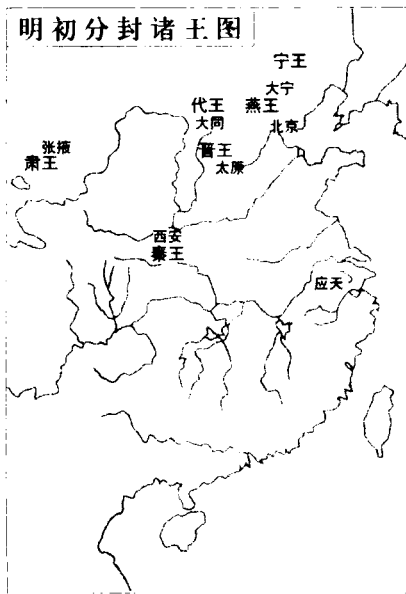 明初分封诸王图
宁王
大宁
代王
燕王
大同
北京
晋王
太原
张掖
肃王
西安
秦王
应天